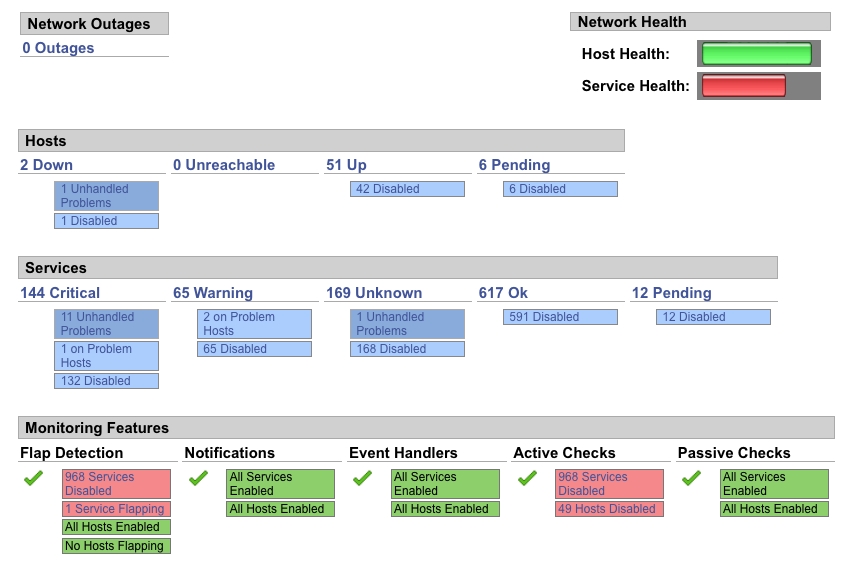 Network Outages
0 Outages
Network Health
Host Health:
Service Health:
Hosts
2 Down
0 Unreachable
51 Up
6 Pending
1 Unhandled
Problems
1 Disabled
42 Disabled
6 Disabled
Services
144 Critical
65 Warning
169 Unknown
617 Ok
12 Pending
11 Unhandled
Problems
1 on Problem
Hosts
132 Disabled
2 on Problem
Hosts
65 Disabled
1 Unhandled
Problems
168 Disabled
591 Disabled
12 Disabled
Monitoring Features
Flap Detection
Notifications
Event Handlers
Active Checks
Passive Checks
968 Services
Disabled
1 Service Flapping
All Hosts Enabled
No Hosts Flapping
All Services
Enabled
All Hosts Enabled
All Services
Enabled
All Hosts Enabled
968 Services
Disabled
49 Hosts Disabled
All Services
Enabled
All Hosts Enabled